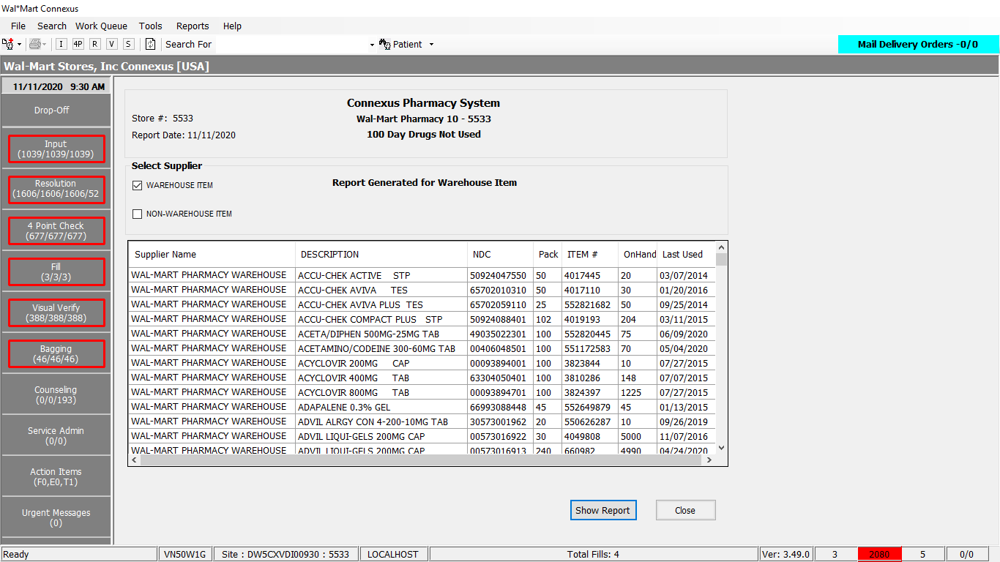 Wal*Mart Connexus
File Search Work Queue Tools Reports Help
I 4P R V S Search For Patient Mail Delivery Orders -0/0
Wal-Mart Stores, Inc Connexus [USA]
11/11/2020 9:30 AM
Drop-Off
Input
(1039/1039/1039)
Resolution
(1606/1606/1606/52
4 Point Check
(677/677/677)
Fill
(3/3/3)
Visual Verify
(388/388/388)
Bagging
(46/46/46)
Counseling
(0/0/193)
Service Admin
(0/0)
Action Items
(F0,E0,T1)
Urgent Messages
(0)
Connexus Pharmacy System
Store #: 5533 Wal-Mart Pharmacy 10 - 5533
Report Date: 11/11/2020 100 Day Drugs Not Used
Select Supplier
WAREHOUSE ITEM Report Generated for Warehouse Item
NON-WAREHOUSE ITEM
Supplier Name DESCRIPTION NDC Pack ITEM # OnHand Last Used
WAL-MART PHARMACY WAREHOUSE ACCU-CHEK ACTIVE STP 50924047550 50 4017445 20 03/07/2014
WAL-MART PHARMACY WAREHOUSE ACCU-CHEK AVIVA TES 65702010310 50 4017110 30 01/20/2016
WAL-MART PHARMACY WAREHOUSE ACCU-CHEK AVIVA PLUS TES 65702059110 25 552821682 50 09/25/2014
WAL-MART PHARMACY WAREHOUSE ACCU-CHEK COMPACT PLUS STP 50924088401 102 4019193 204 03/11/2015
WAL-MART PHARMACY WAREHOUSE ACETA/DIPHEN 500MG-25MG TAB 49035022301 100 552820445 75 06/09/2020
WAL-MART PHARMACY WAREHOUSE ACETAMINO/CODEINE 300-60MG TAB 00406048501 100 551172583 70 05/04/2020
WAL-MART PHARMACY WAREHOUSE ACYCLOVIR 200MG CAP 00093894001 100 3823844 10 07/27/2015
WAL-MART PHARMACY WAREHOUSE ACYCLOVIR 400MG TAB 63304050401 100 3810286 148 07/07/2015
WAL-MART PHARMACY WAREHOUSE ACYCLOVIR 800MG TAB 00093894701 100 3824397 1225 07/27/2015
WAL-MART PHARMACY WAREHOUSE ADAPALENE 0.3% GEL 66993088448 45 552649879 45 01/13/2015
WAL-MART PHARMACY WAREHOUSE ADVIL ALRGY CON 4-200-10MG TAB 30573001962 20 550626287 10 09/26/2019
WAL-MART PHARMACY WAREHOUSE ADVIL LIQUI-GELS 200MG CAP 00573016922 30 4049808 5000 11/07/2016
WAL-MART PHARMACY WAREHOUSE ADVIL LIQUI-GELS 200MG CAP 00573016913 240 660982 4990 04/24/2020
Show Report Close
Ready VN50W1G Site : DW5CXVDI00930 : 5533 LOCALHOST Total Fills: 4 Ver: 3.49.0 3 2080 5 0/0